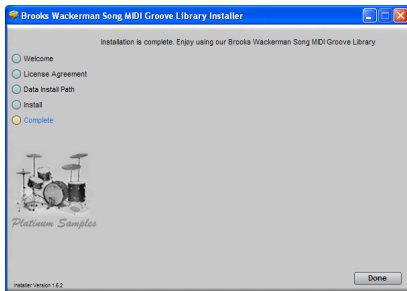 Brooks Wackerman Song MIDI Groove Library Installer
Installation is complete. Enjoy using our Brooks Wackerman Song MIDI Groove Library
Welcome
License Agreement
Data Install Path
Install
Complete
Platinum Samples
Installer Version 1.6.2
Done